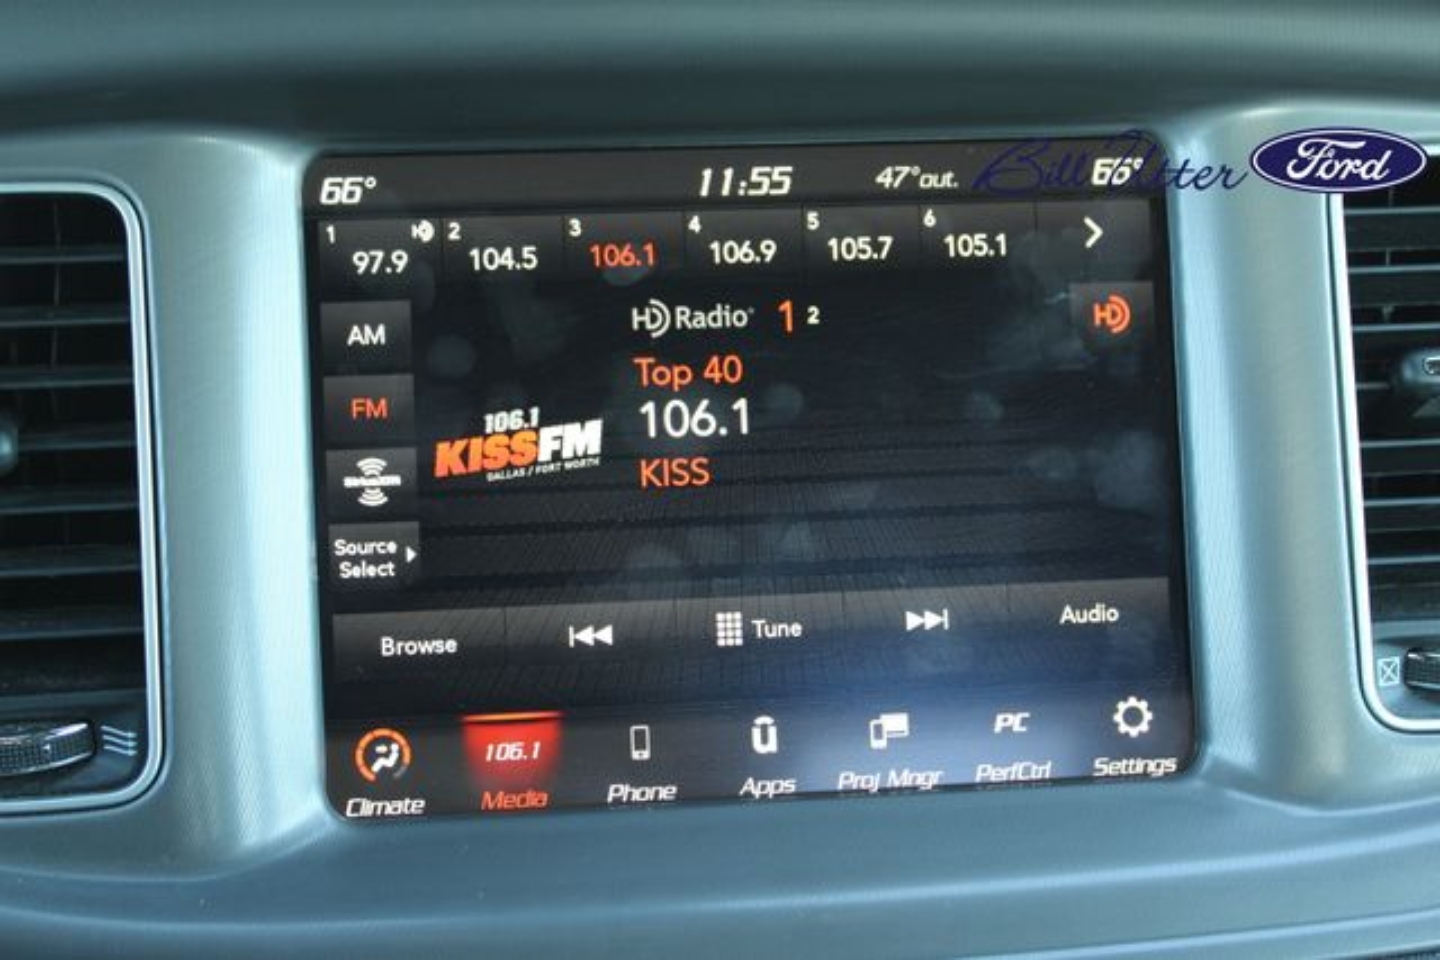 66° 11:55 47°out. 66°
Bill Utter Ford
1 97.9 HD 2 104.5 3 106.1 4 106.9 5 105.7 6 105.1
HD Radio 1 2 HD
AM
Top 40
FM
106.1
106.1
KISS FM
DALLAS / FORT WORTH
KISS
SiriusXM
Source
Select
Browse Tune Audio
106.1 PC
Climate Media Phone Apps Proj Mngr PerfCtrl Settings